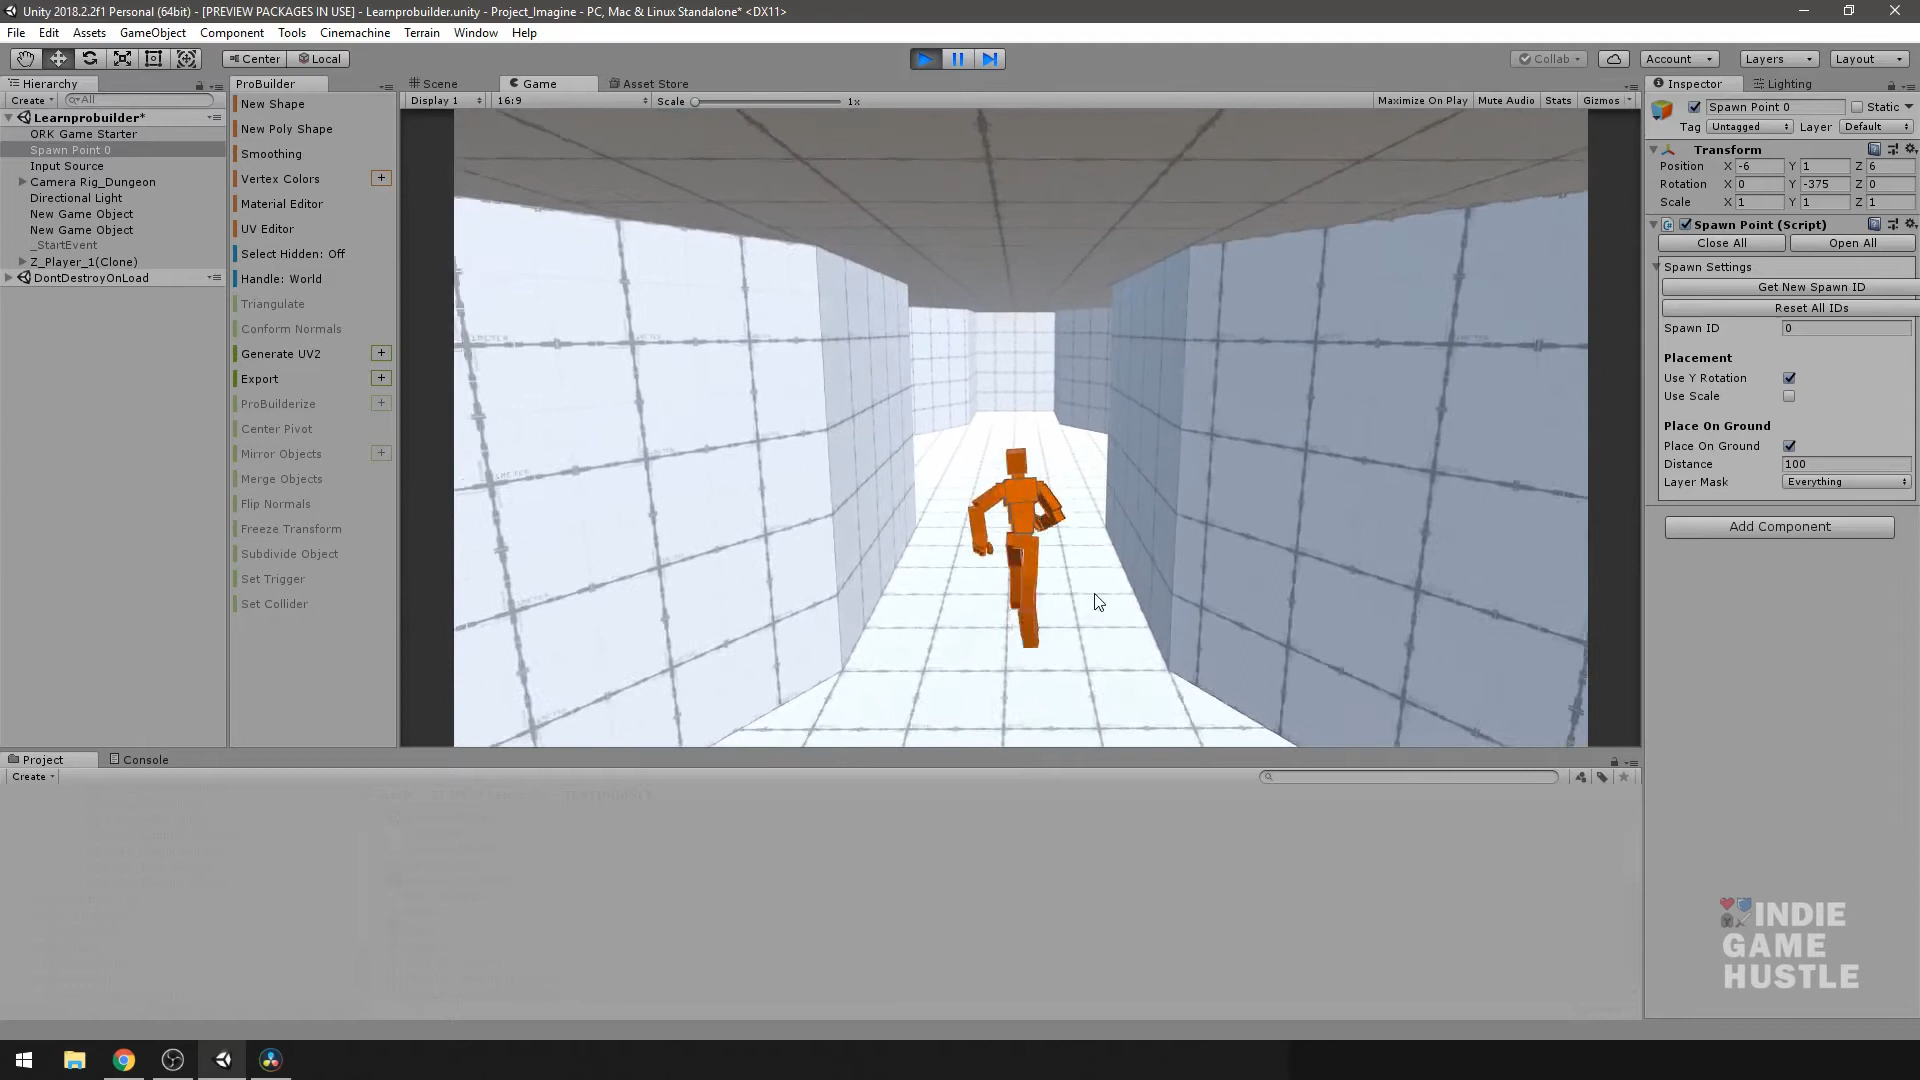 Unity 2018.2.2f1 Personal (64bit) - [PREVIEW PACKAGES IN USE] - Learnprobuilder.unity - Project_Imagine - PC, Mac & Linux Standalone* <DX11>
File Edit Assets GameObject Component Tools Cinemachine Terrain Window Help
Center Local Collab Account Layers Layout
Hierarchy
Create All
Learnprobuilder*
ORK Game Starter
Spawn Point 0
Input Source
Camera Rig_Dungeon
Directional Light
New Game Object
New Game Object
_StartEvent
Z_Player_1(Clone)
DontDestroyOnLoad
ProBuilder
New Shape
New Poly Shape
Smoothing
Vertex Colors +
Material Editor
UV Editor
Select Hidden: Off
Handle: World
Triangulate
Conform Normals
Generate UV2 +
Export +
ProBuilderize +
Center Pivot
Mirror Objects +
Merge Objects
Flip Normals
Freeze Transform
Subdivide Object
Set Trigger
Set Collider
Scene Game Asset Store
Display 1 16:9 Scale 1x Maximize On Play Mute Audio Stats Gizmos
Inspector Lighting
Spawn Point 0 Static
Tag Untagged Layer Default
Transform
Position X -6 Y 1 Z 6
Rotation X 0 Y -375 Z 0
Scale X 1 Y 1 Z 1
Spawn Point (Script)
Close All Open All
Spawn Settings
Get New Spawn ID
Reset All IDs
Spawn ID 0
Placement
Use Y Rotation
Use Scale
Place On Ground
Place On Ground
Distance 100
Layer Mask Everything
Add Component
Project Console
Create
INDIE
GAME
HUSTLE